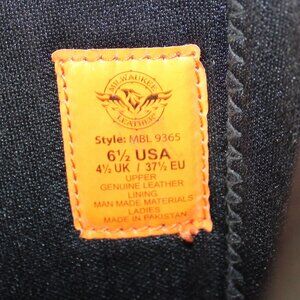 MILWAUKEE
LEATHER
Style: MBL 9365
6½ USA
4½ UK / 37½ EU
UPPER
GENUINE LEATHER
LINING
MAN MADE MATERIALS
LADIES
MADE IN PAKISTAN